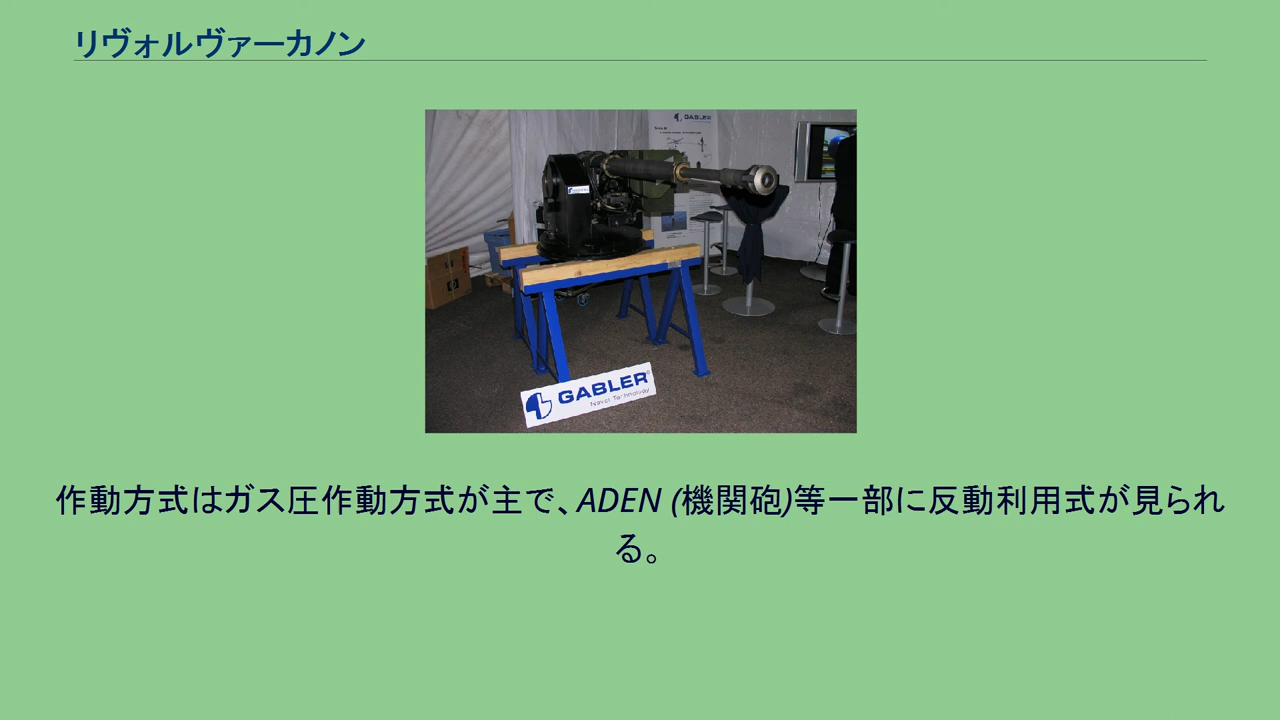 リヴォルヴァーカノン
GABLER
GABLER®
Naval Technology
作動方式はガス圧作動方式が主で、ADEN (機関砲)等一部に反動利用式が見られ
る。